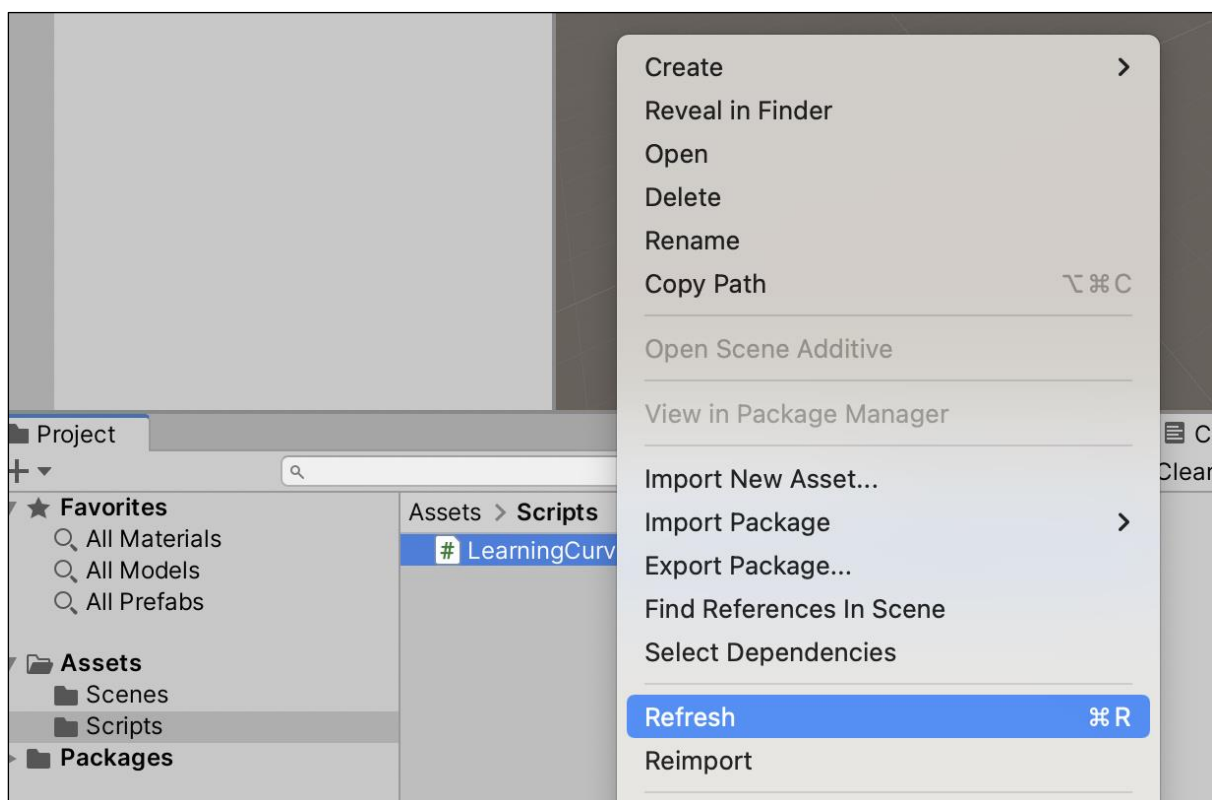 Create
Reveal in Finder
Open
Delete
Rename
Copy Path ⌥⌘C
Open Scene Additive
View in Package Manager
Import New Asset...
Import Package
Export Package...
Find References In Scene
Select Dependencies
Refresh ⌘R
Reimport
Project
Favorites
All Materials
All Models
All Prefabs
Assets
Scenes
Scripts
Packages
Assets > Scripts
# LearningCurv
C
Clear